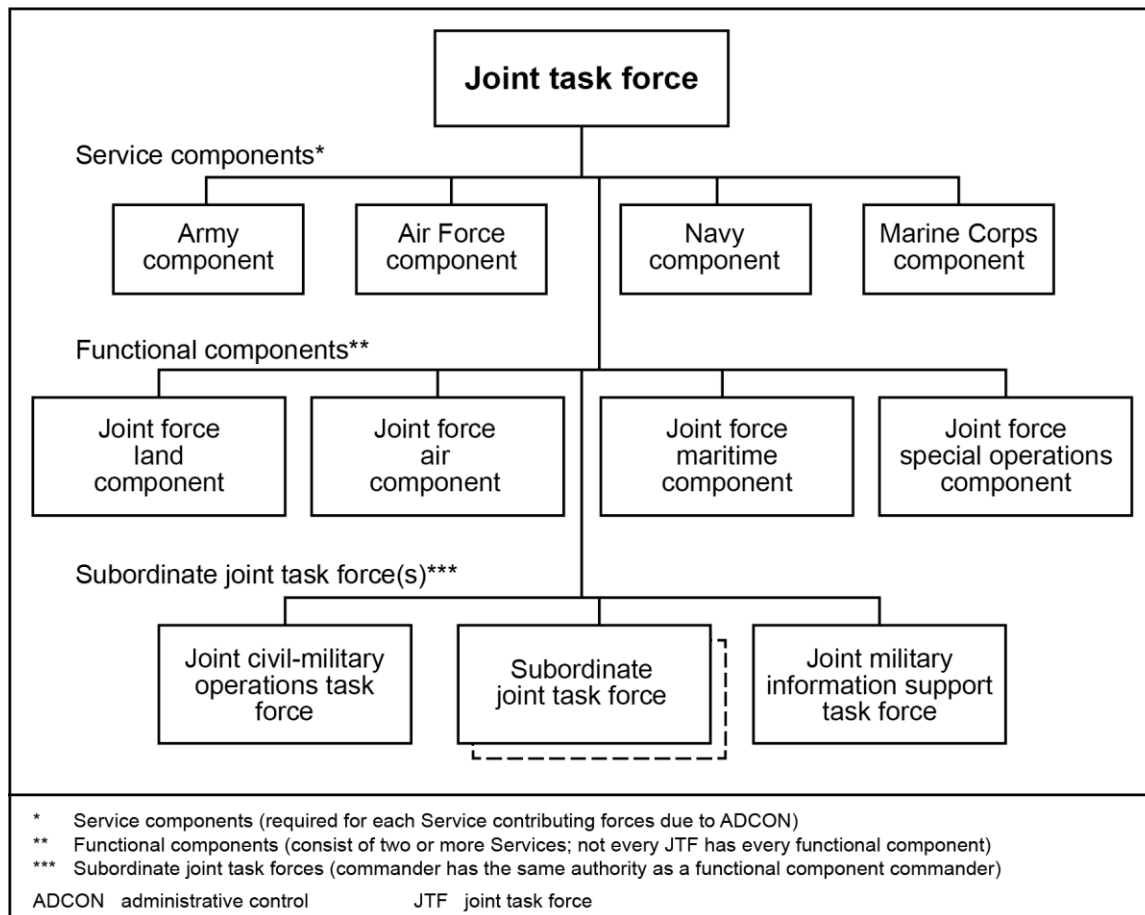 Joint task force
Service components*
Army
component
Air Force
component
Navy
component
Marine Corps
component
Functional components**
Joint force
land
component
Joint force
air
component
Joint force
maritime
component
Joint force
special operations
component
Subordinate joint task force(s)***
Joint civil-military
operations task
force
Subordinate
joint task force
Joint military
information support
task force
* Service components (required for each Service contributing forces due to ADCON)
** Functional components (consist of two or more Services; not every JTF has every functional component)
*** Subordinate joint task forces (commander has the same authority as a functional component commander)
ADCON administrative control JTF joint task force